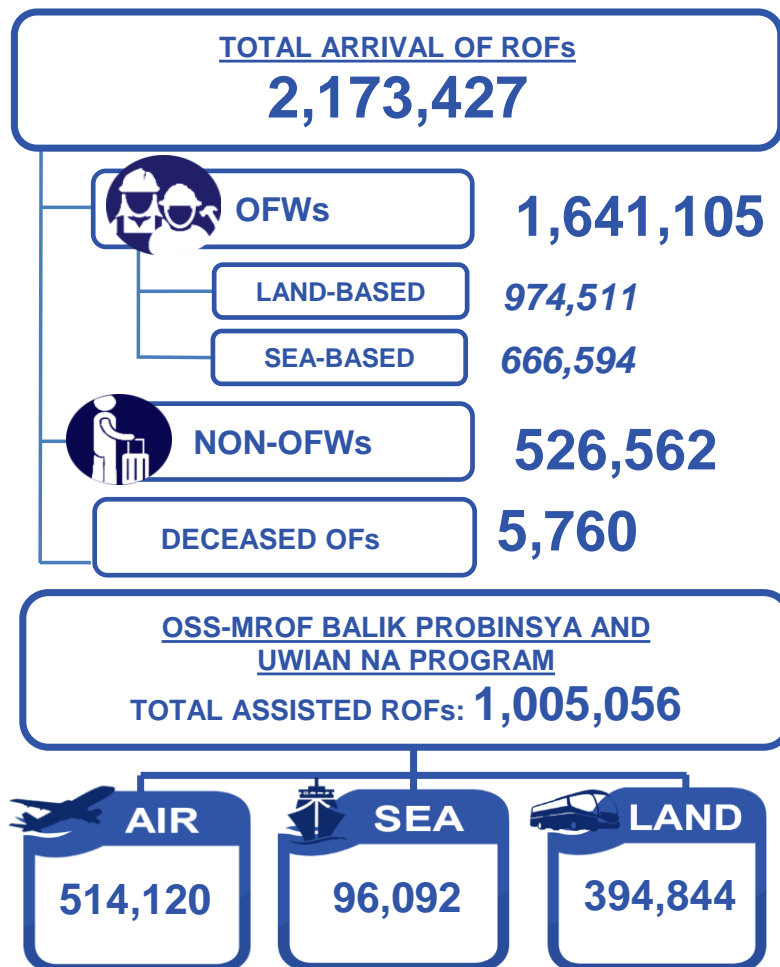 TOTAL ARRIVAL OF ROFs
2,173,427
OFWs 1,641,105
LAND-BASED 974,511
SEA-BASED 666,594
NON-OFWs 526,562
DECEASED OFs 5,760
OSS-MROF BALIK PROBINSYA AND
UWIAN NA PROGRAM
TOTAL ASSISTED ROFs: 1,005,056
AIR
514,120
SEA
96,092
LAND
394,844